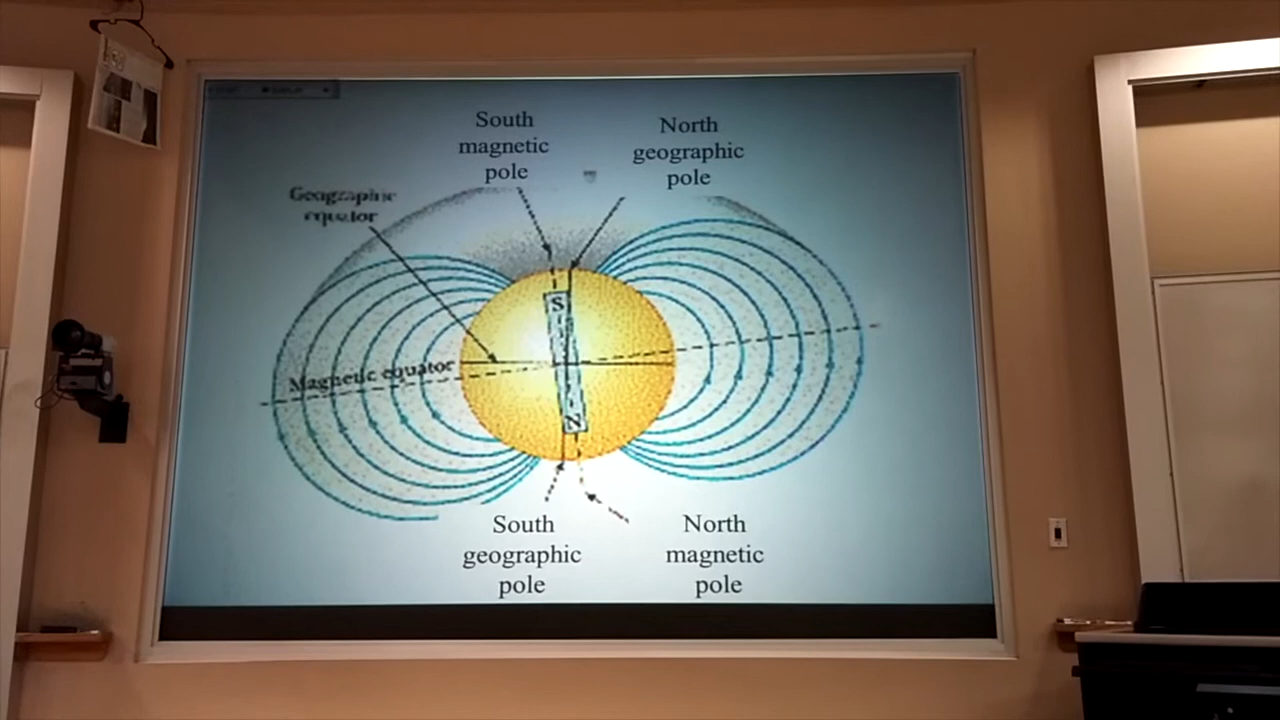 South
magnetic
pole
North
geographic
pole
Geographic
equator
S
Magnetic equator
N
South
geographic
pole
North
magnetic
pole